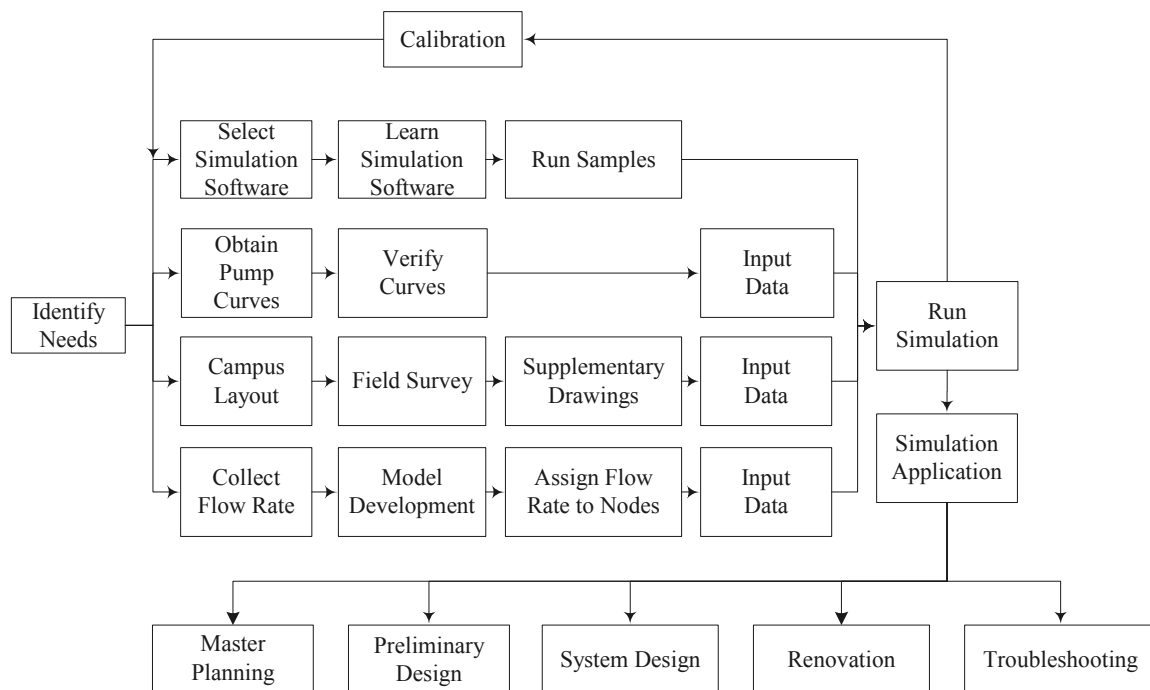 Calibration
Select
Simulation
Software
Learn
Simulation
Software
Run Samples
Obtain
Pump
Curves
Verify
Curves
Input
Data
Identify
Needs
Run
Simulation
Campus
Layout
Field Survey
Supplementary
Drawings
Input
Data
Simulation
Application
Collect
Flow Rate
Model
Development
Assign Flow
Rate to Nodes
Input
Data
Master
Planning
Preliminary
Design
System Design
Renovation
Troubleshooting